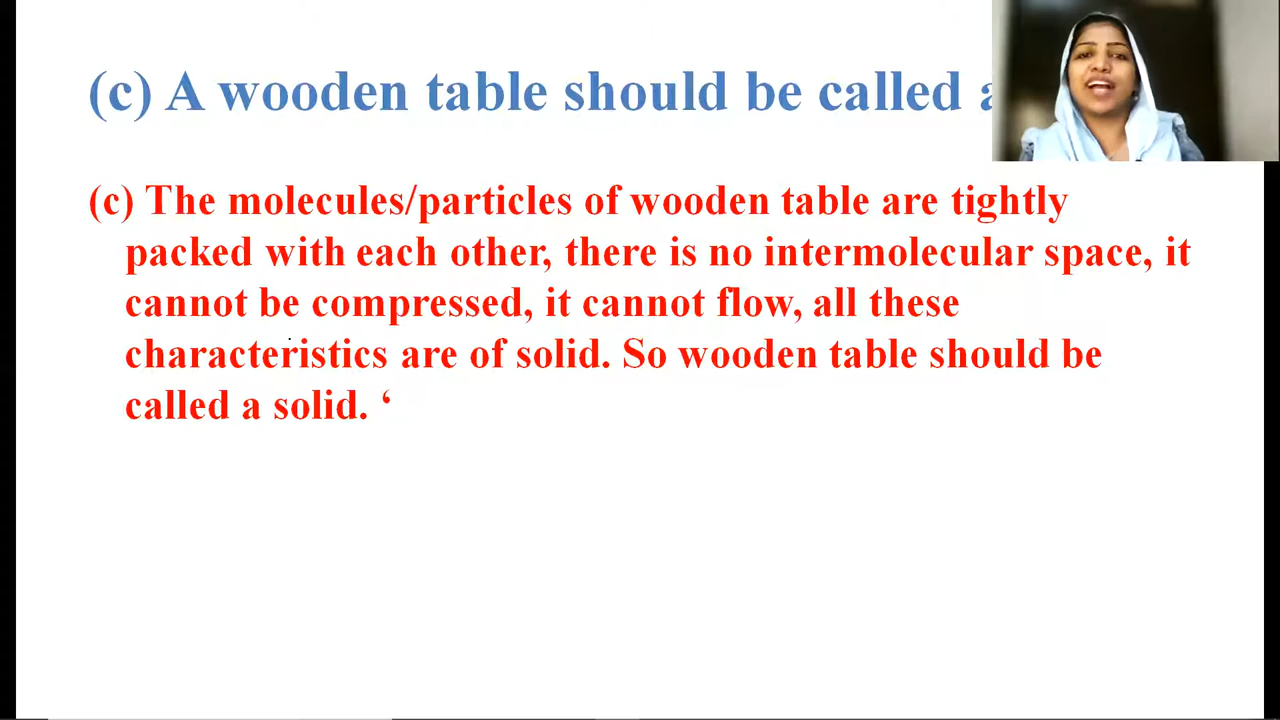 (c) A wooden table should be called
(c) The molecules/particles of wooden table are tightly
packed with each other, there is no intermolecular space, it
cannot be compressed, it cannot flow, all these
characteristics are of solid. So wooden table should be
called a solid. ‘